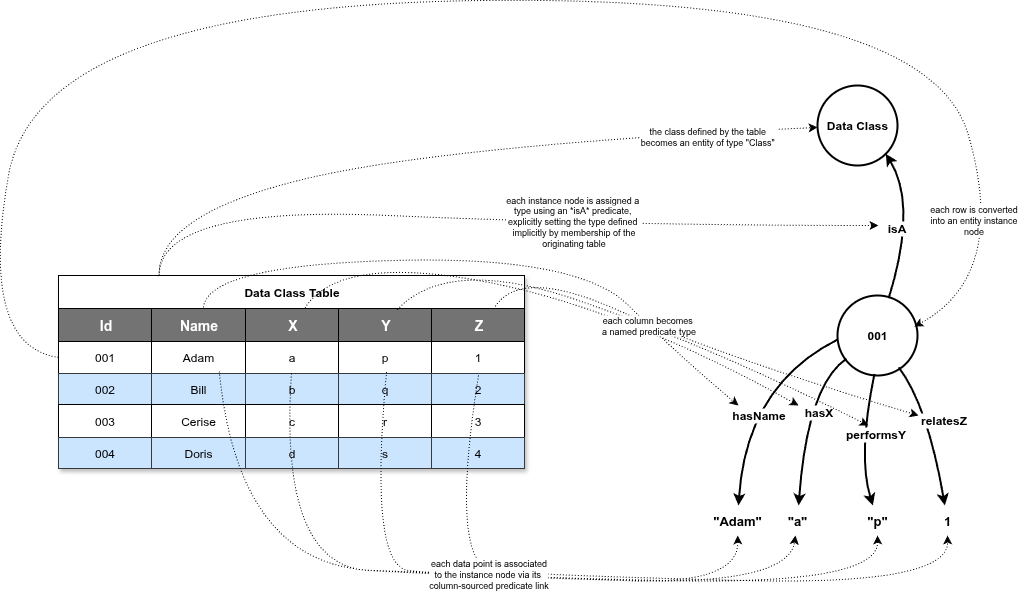 Data Class
the class defined by the table
becomes an entity of type "Class"
each instance node is assigned a
type using an *isA* predicate,
explicitly setting the type defined
implicitly by membership of the
originating table
each row is converted
into an entity instance
node
isA
Data Class Table
Id Name X Y Z
001 Adam a p 1
002 Bill b q 2
003 Cerise c r 3
004 Doris d s 4
each column becomes
a named predicate type
001
hasName
hasX
performsY
relatesZ
"Adam" "a" "p" 1
each data point is associated
to the instance node via its
column-sourced predicate link